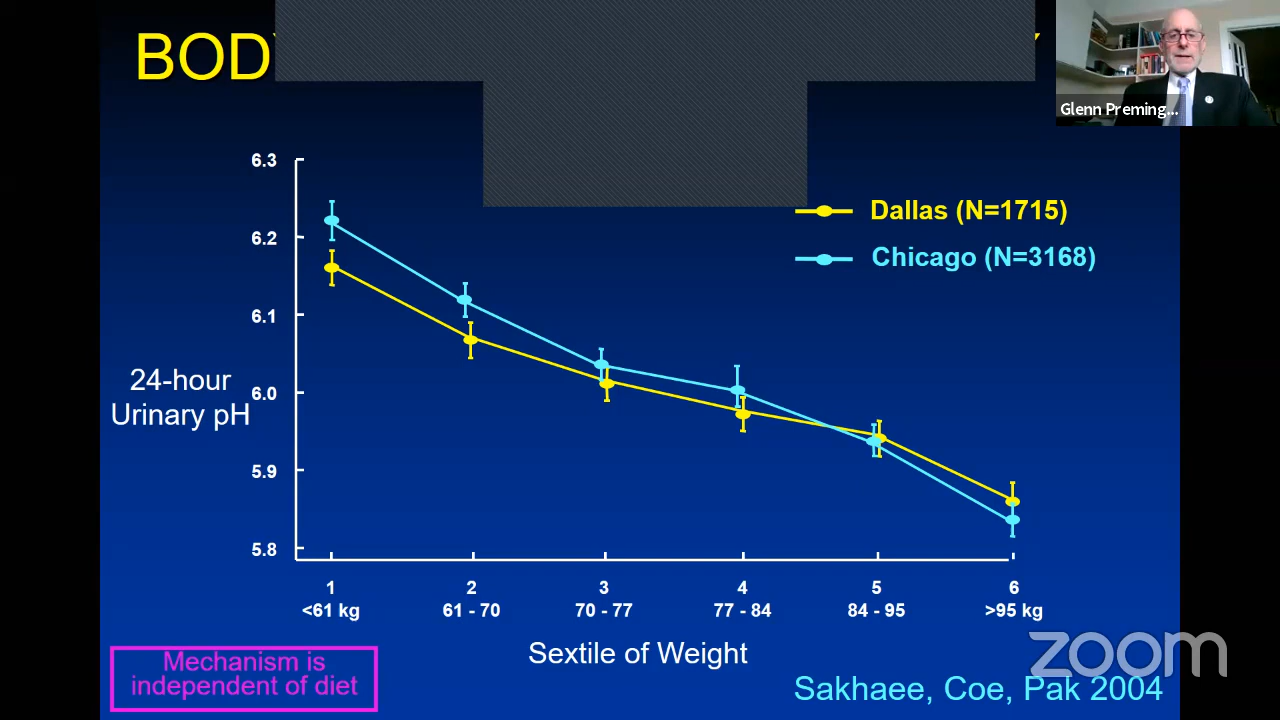 BOD
Glenn Preming...
6.3
Dallas (N=1715)
6.2
Chicago (N=3168)
6.1
24-hour
6.0
Urinary pH
5.9
5.8
1 2 3 4 5 6
<61 kg 61 - 70 70 - 77 77 - 84 84 - 95 >95 kg
Sextile of Weight
zoom
Mechanism is
independent of diet
Sakhaee, Coe, Pak 2004